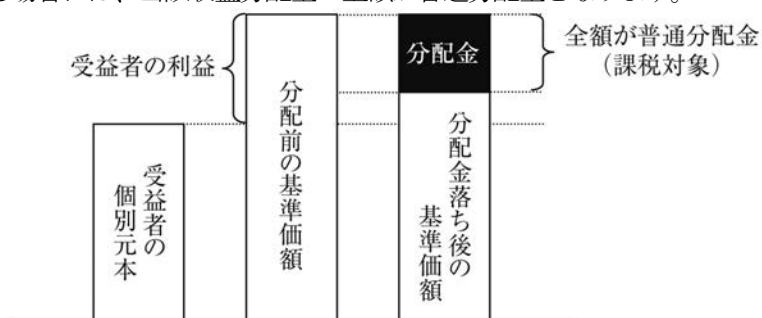 受益者の利益
分配金
全額が普通分配金
（課税対象）
受益者の
個別元本
分配前の基準価額
分配金落ち後の
基準価額